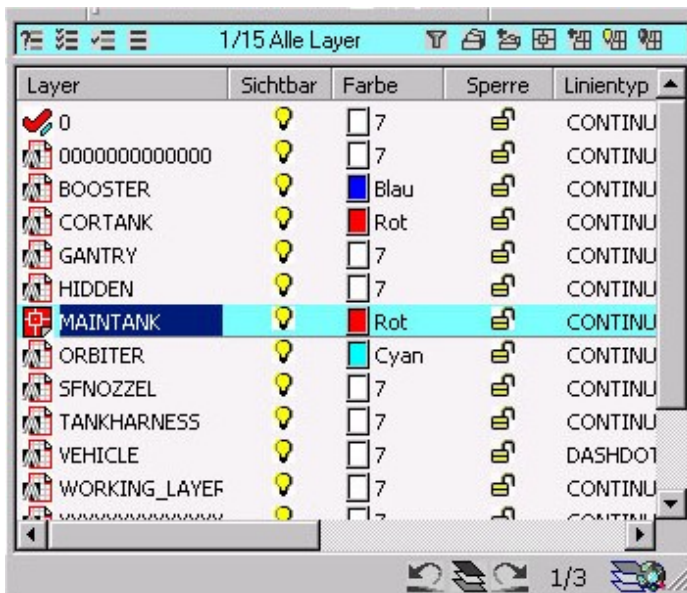 1/15 Alle Layer
Layer Sichtbar Farbe Sperre Linientyp
0 7 CONTINU
0000000000000 7 CONTINU
BOOSTER Blau CONTINU
CORTANK Rot CONTINU
GANTRY 7 CONTINU
HIDDEN 7 CONTINU
MAINTANK Rot CONTINU
ORBITER Cyan CONTINU
SFNOZZEL 7 CONTINU
TANKHARNESS 7 CONTINU
VEHICLE 7 DASHDOT
WORKING_LAYER 7 CONTINU
1/3